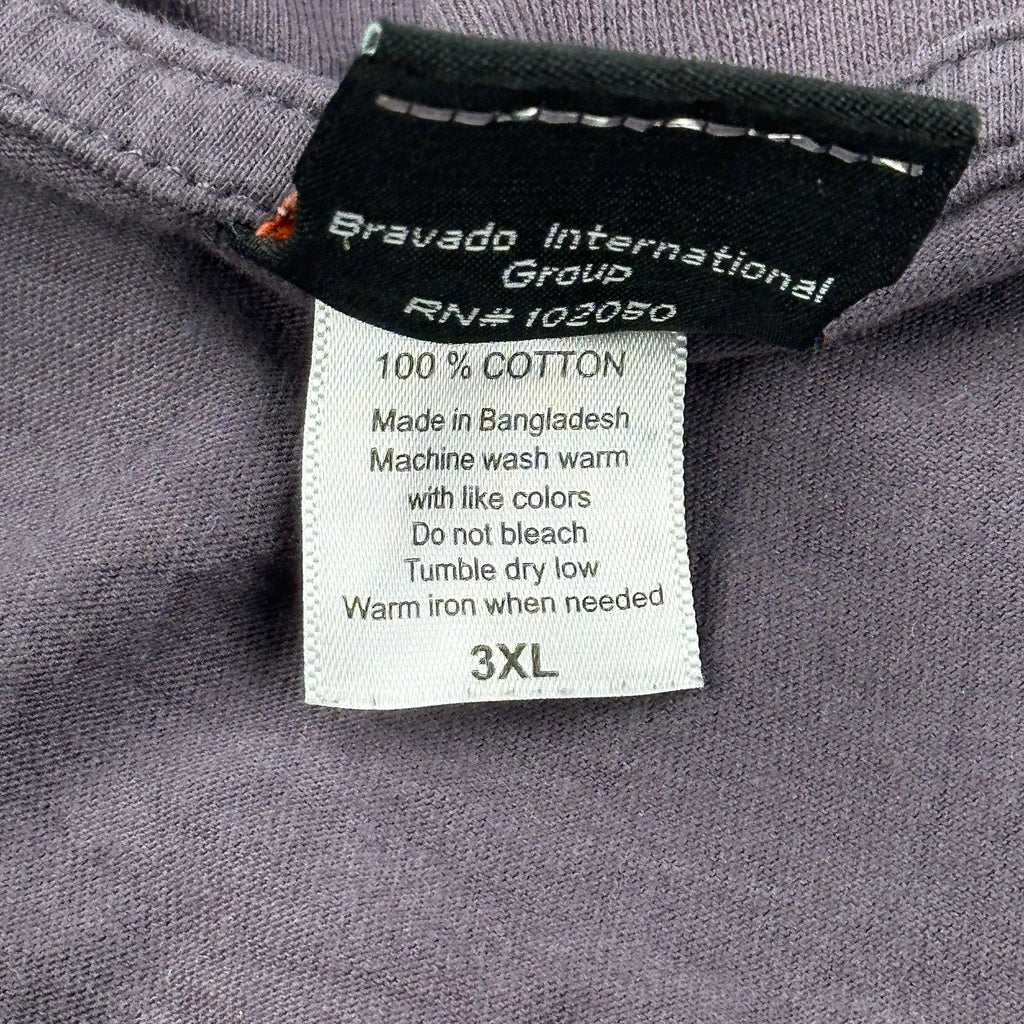 Bravado International
Group
RN# 102050
100 % COTTON
Made in Bangladesh
Machine wash warm
with like colors
Do not bleach
Tumble dry low
Warm iron when needed
3XL